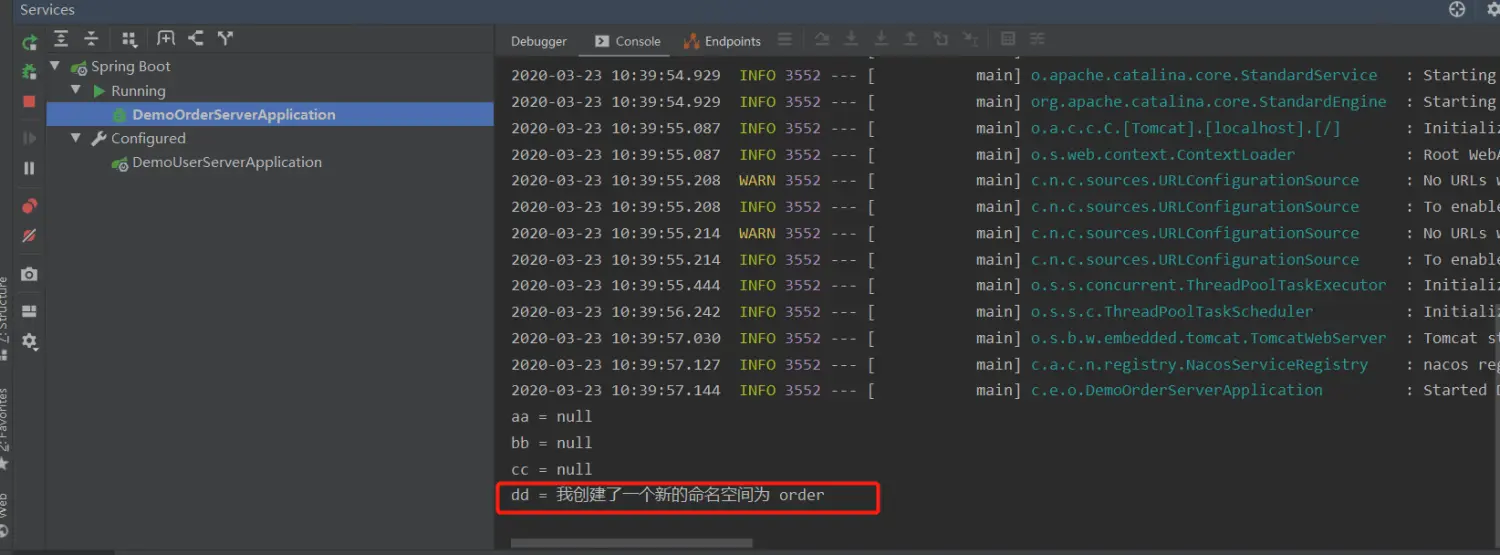 Services
Debugger Console Endpoints
Spring Boot
Running
DemoOrderServerApplication
Configured
DemoUserServerApplication
2020-03-23 10:39:54.929 INFO 3552 --- [ main] o.apache.catalina.core.StandardService : Starting
2020-03-23 10:39:54.929 INFO 3552 --- [ main] org.apache.catalina.core.StandardEngine : Starting
2020-03-23 10:39:55.087 INFO 3552 --- [ main] o.a.c.c.C.[Tomcat].[localhost].[/] : Initializ
2020-03-23 10:39:55.087 INFO 3552 --- [ main] o.s.web.context.ContextLoader : Root WebA
2020-03-23 10:39:55.208 WARN 3552 --- [ main] c.n.c.sources.URLConfigurationSource : No URLs w
2020-03-23 10:39:55.208 INFO 3552 --- [ main] c.n.c.sources.URLConfigurationSource : To enable
2020-03-23 10:39:55.214 WARN 3552 --- [ main] c.n.c.sources.URLConfigurationSource : No URLs w
2020-03-23 10:39:55.214 INFO 3552 --- [ main] c.n.c.sources.URLConfigurationSource : To enable
2020-03-23 10:39:55.444 INFO 3552 --- [ main] o.s.s.concurrent.ThreadPoolTaskExecutor : Initializ
2020-03-23 10:39:56.242 INFO 3552 --- [ main] o.s.s.c.ThreadPoolTaskScheduler : Initializ
2020-03-23 10:39:57.030 INFO 3552 --- [ main] o.s.b.w.embedded.tomcat.TomcatWebServer : Tomcat st
2020-03-23 10:39:57.127 INFO 3552 --- [ main] c.a.c.n.registry.NacosServiceRegistry : nacos reg
2020-03-23 10:39:57.144 INFO 3552 --- [ main] c.e.o.DemoOrderServerApplication : Started D
aa = null
bb = null
cc = null
dd = 我创建了一个新的命名空间为 order
Z: Structure
2: Favorites
Web